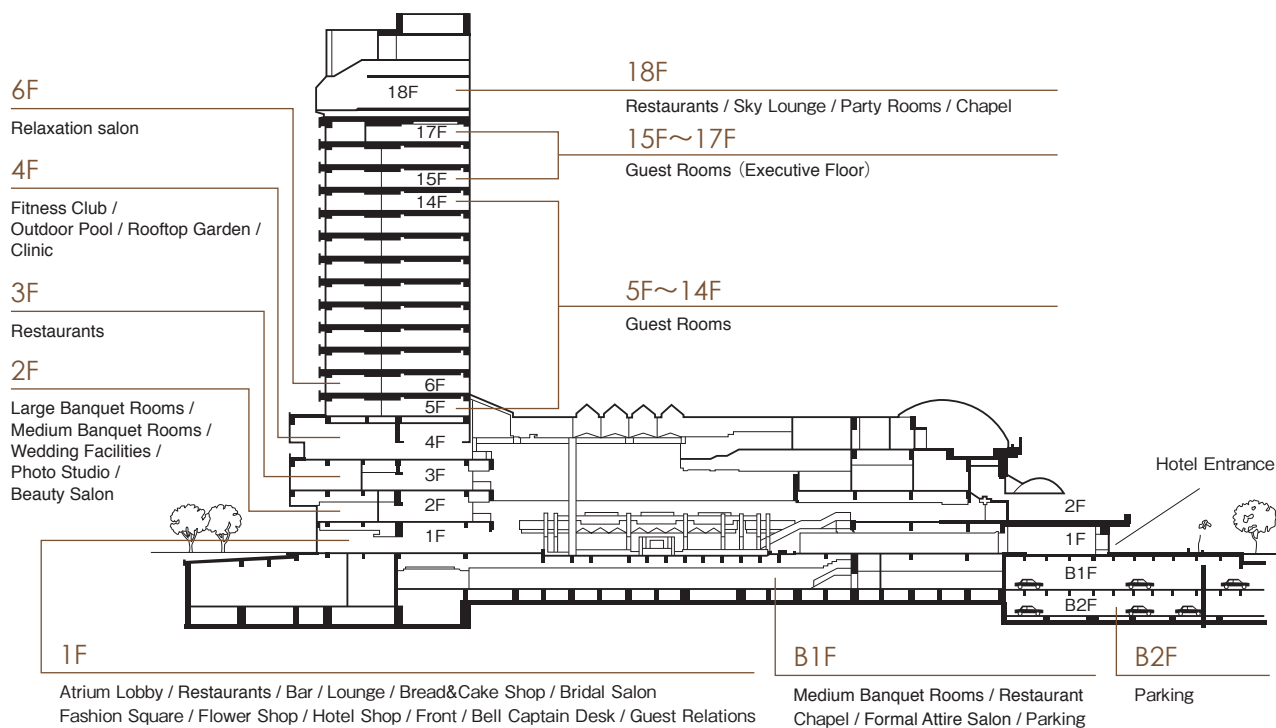 6F
Relaxation salon
4F
Fitness Club /
Outdoor Pool / Rooftop Garden /
Clinic
3F
Restaurants
2F
Large Banquet Rooms /
Medium Banquet Rooms /
Wedding Facilities /
Photo Studio /
Beauty Salon
18F
17F
15F
14F
6F
5F
4F
3F
2F
1F
18F
Restaurants / Sky Lounge / Party Rooms / Chapel
15F～17F
Guest Rooms（Executive Floor）
5F～14F
Guest Rooms
Hotel Entrance
2F
1F
B1F
B2F
1F
Atrium Lobby / Restaurants / Bar / Lounge / Bread&Cake Shop / Bridal Salon
Fashion Square / Flower Shop / Hotel Shop / Front / Bell Captain Desk / Guest Relations
B1F
Medium Banquet Rooms / Restaurant
Chapel / Formal Attire Salon / Parking
B2F
Parking